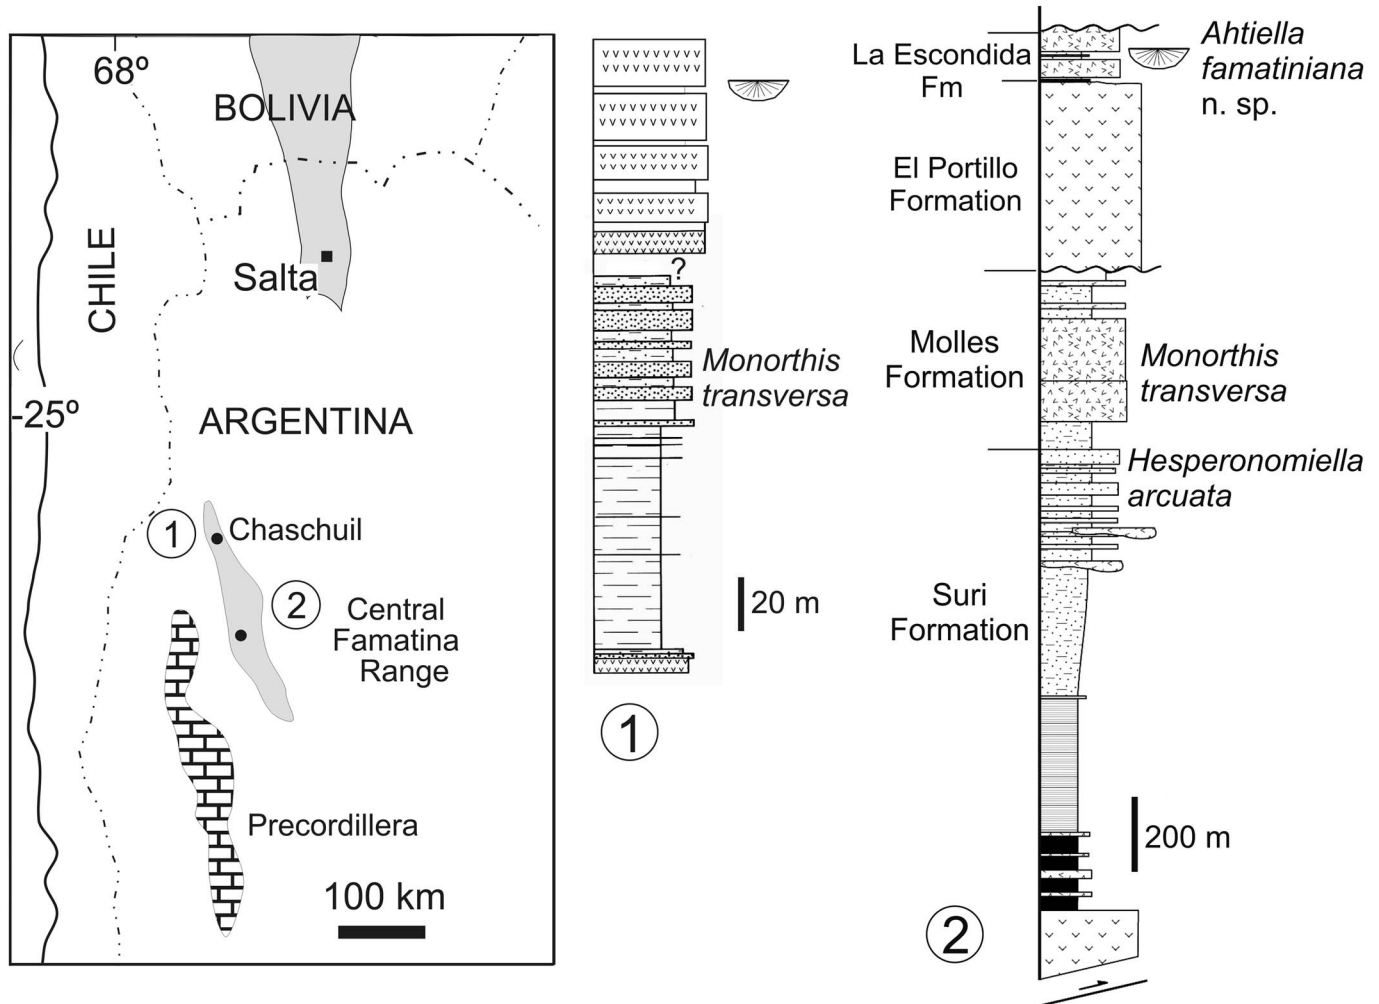 68º
BOLIVIA
CHILE
Salta
-25º
ARGENTINA
1
Chaschuil
2
Central
Famatina
Range
Precordillera
100 km
?
Monorthis
transversa
20 m
1
La Escondida
Fm
Ahtiella
famatiniana
n. sp.
El Portillo
Formation
Molles
Formation
Monorthis
transversa
Hesperonomiella
arcuata
Suri
Formation
200 m
2